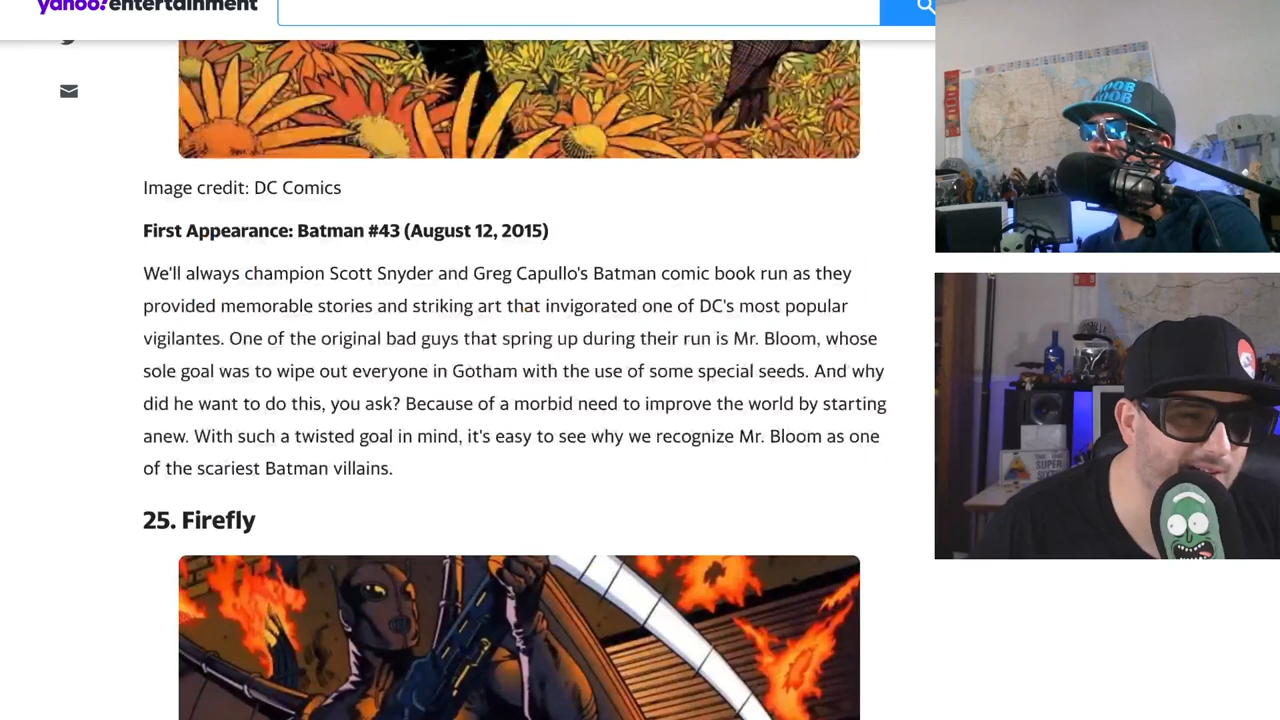 yahoo!entertainment
Image credit: DC Comics
First Appearance: Batman #43 (August 12, 2015)
We'll always champion Scott Snyder and Greg Capullo's Batman comic book run as they
provided memorable stories and striking art that invigorated one of DC's most popular
vigilantes. One of the original bad guys that spring up during their run is Mr. Bloom, whose
sole goal was to wipe out everyone in Gotham with the use of some special seeds. And why
did he want to do this, you ask? Because of a morbid need to improve the world by starting
anew. With such a twisted goal in mind, it's easy to see why we recognize Mr. Bloom as one
of the scariest Batman villains.
25. Firefly
NOOB
NOOB
SUPER